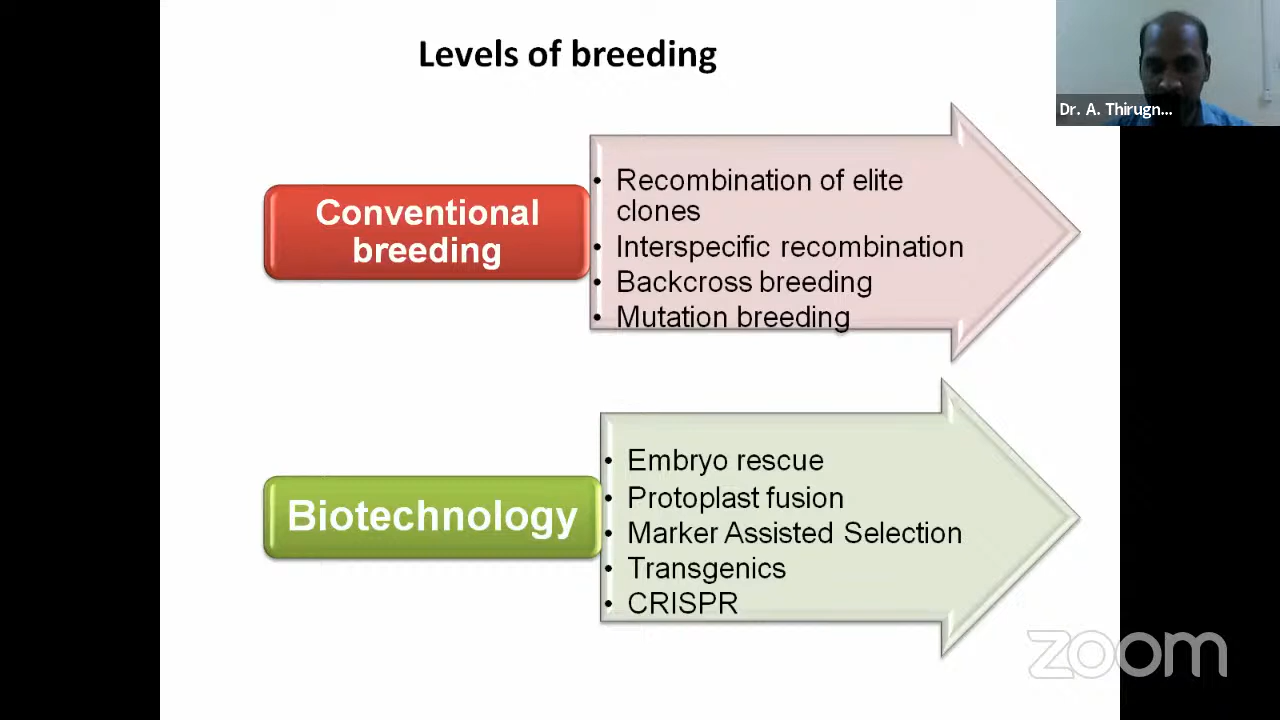 Levels of breeding
Dr. A. Thirugn...
Conventional
breeding
• Recombination of elite
clones
• Interspecific recombination
• Backcross breeding
• Mutation breeding
Biotechnology
• Embryo rescue
• Protoplast fusion
• Marker Assisted Selection
• Transgenics
• CRISPR
zoom